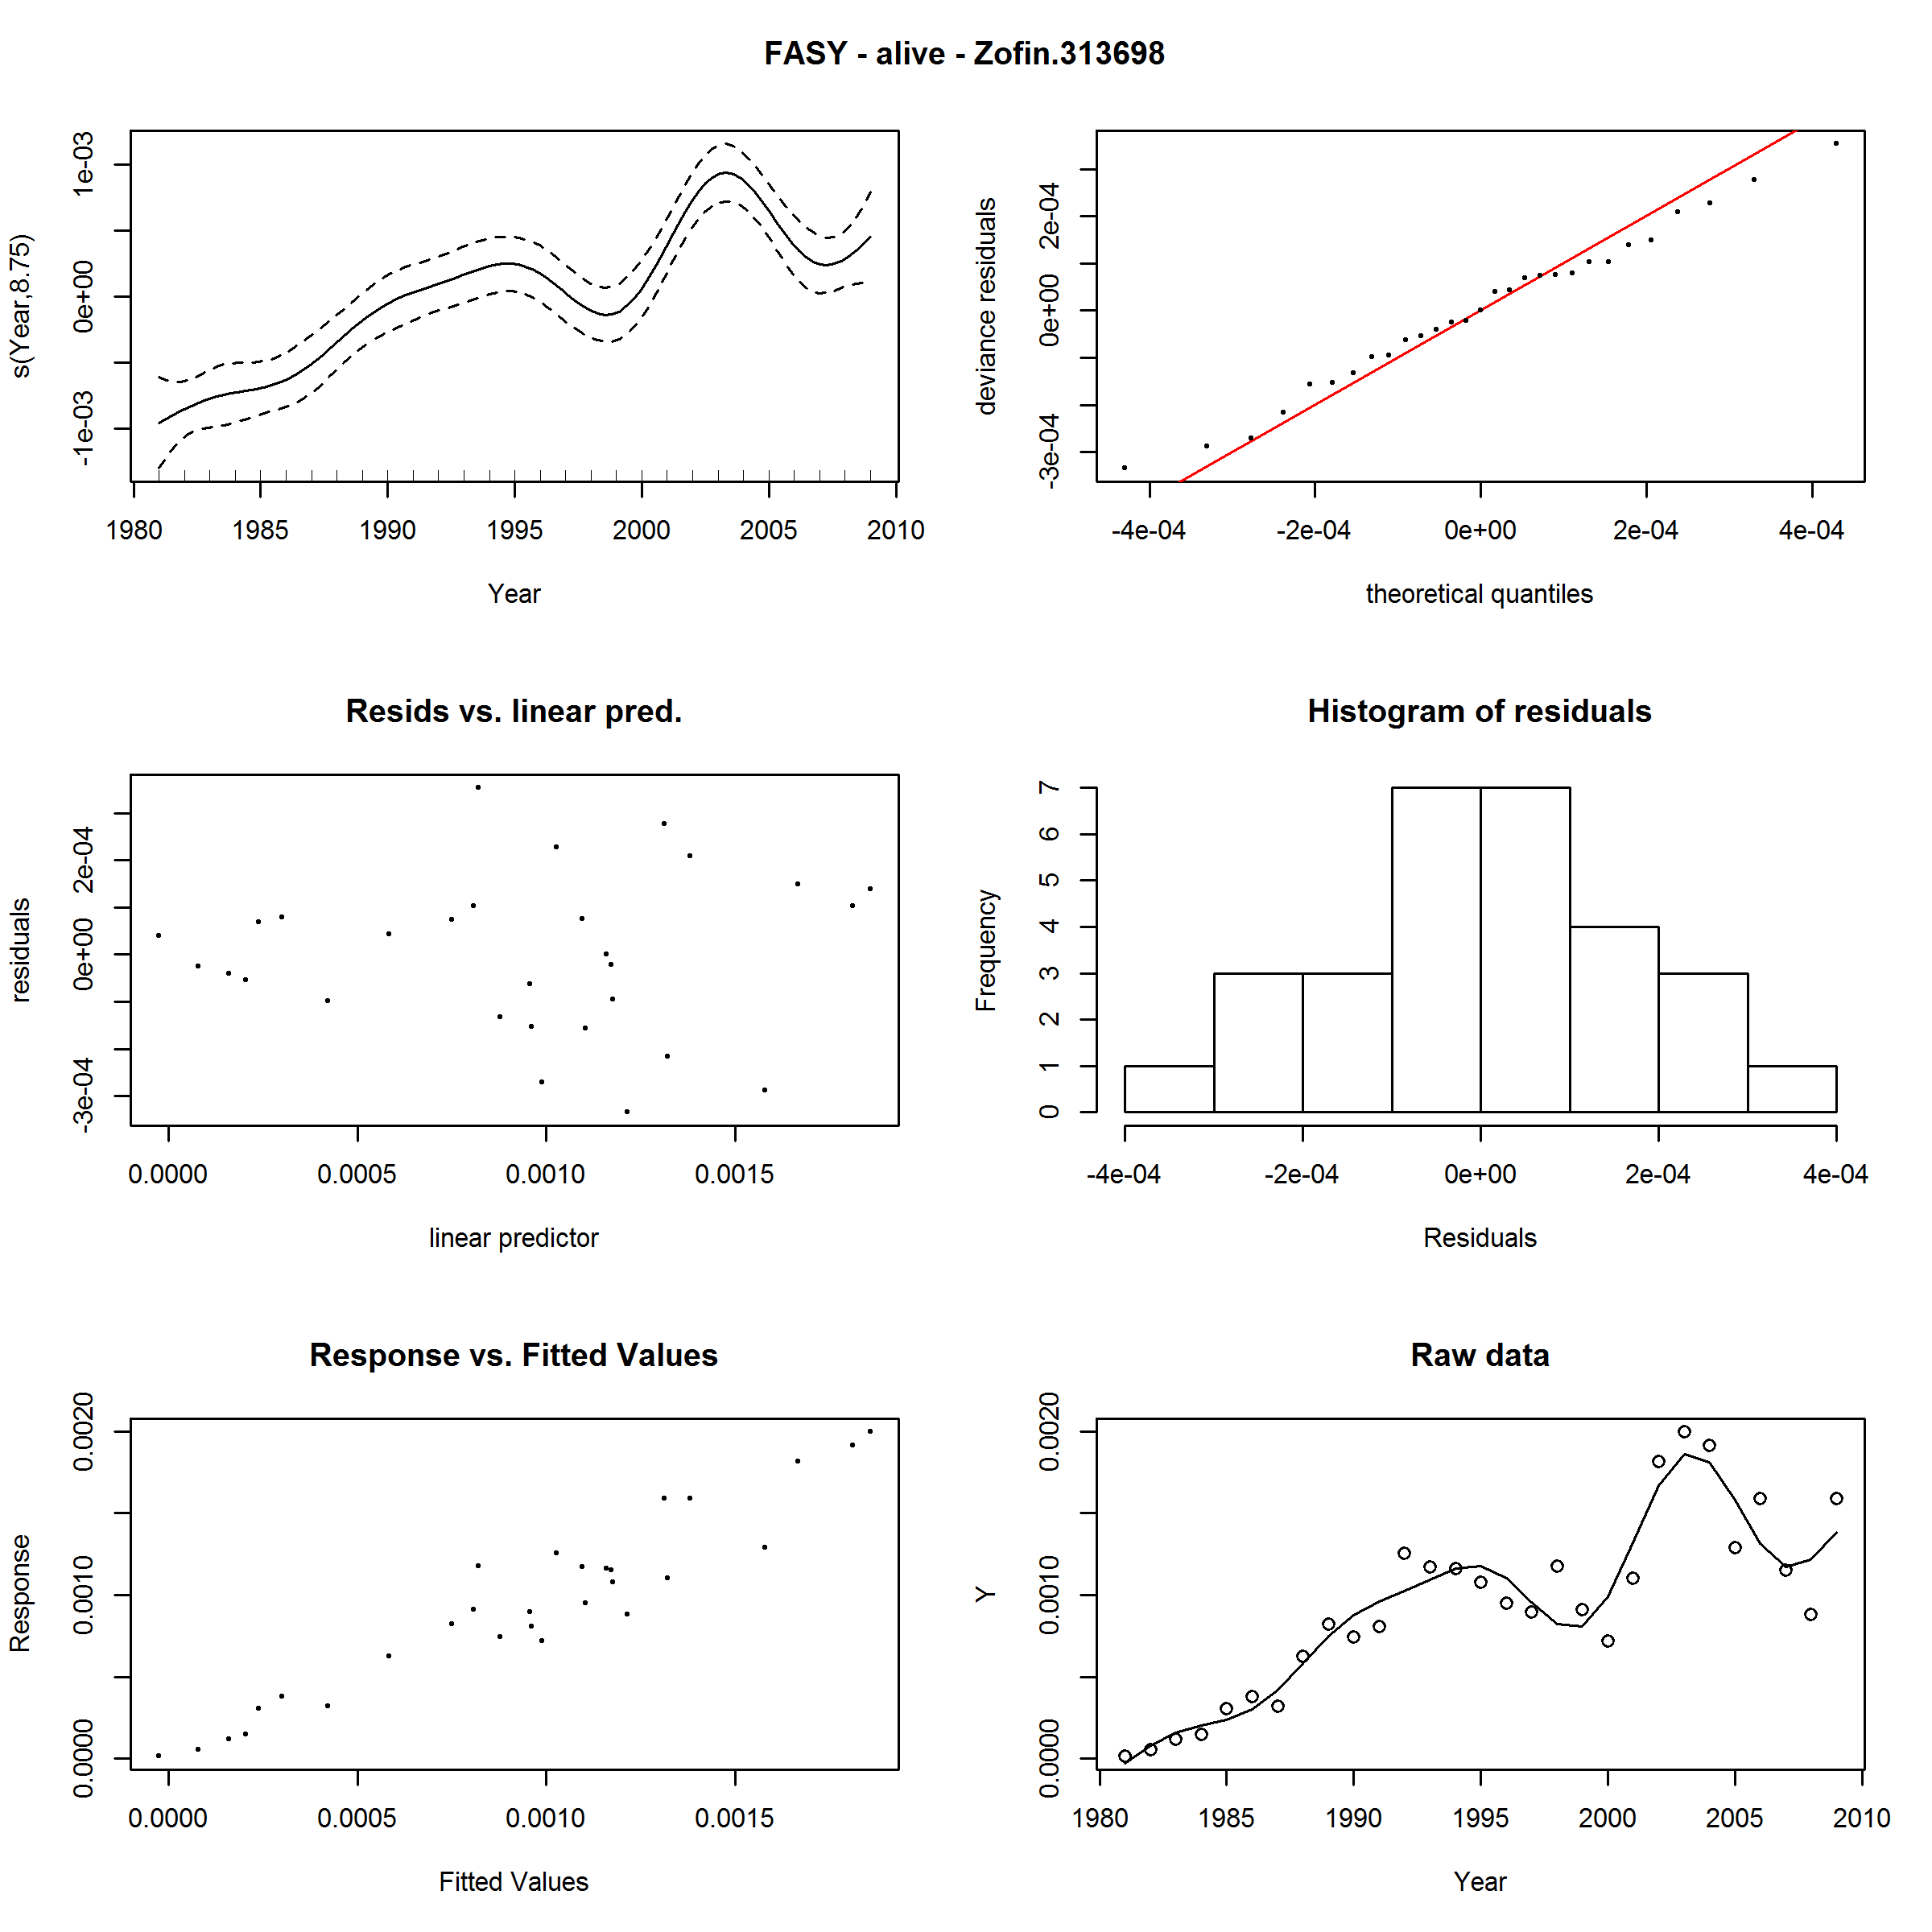 FASY - alive - Zofin.313698
s(Year,8.75)
-1e-03 0e+00 1e-03
1980 1985 1990 1995 2000 2005 2010
Year
deviance residuals
-3e-04 0e+00 2e-04
-4e-04 -2e-04 0e+00 2e-04 4e-04
theoretical quantiles
Resids vs. linear pred.
residuals
-3e-04 0e+00 2e-04
0.0000 0.0005 0.0010 0.0015
linear predictor
Histogram of residuals
Frequency
0 1 2 3 4 5 6 7
-4e-04 -2e-04 0e+00 2e-04 4e-04
Residuals
Response vs. Fitted Values
Response
0.0000 0.0010 0.0020
0.0000 0.0005 0.0010 0.0015
Fitted Values
Raw data
Y
0.0000 0.0010 0.0020
1980 1985 1990 1995 2000 2005 2010
Year